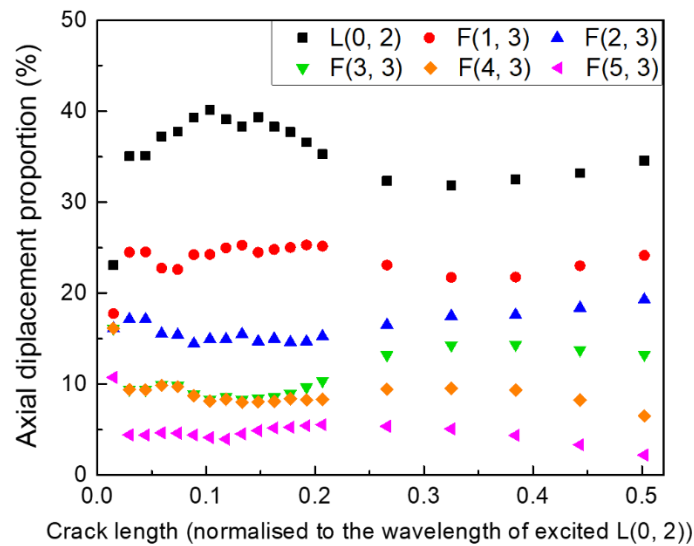 50
40
30
20
10
0
Axial diplacement proportion (%)
L(0, 2) F(1, 3) F(2, 3)
F(3, 3) F(4, 3) F(5, 3)
0.0 0.1 0.2 0.3 0.4 0.5
Crack length (normalised to the wavelength of excited L(0, 2))